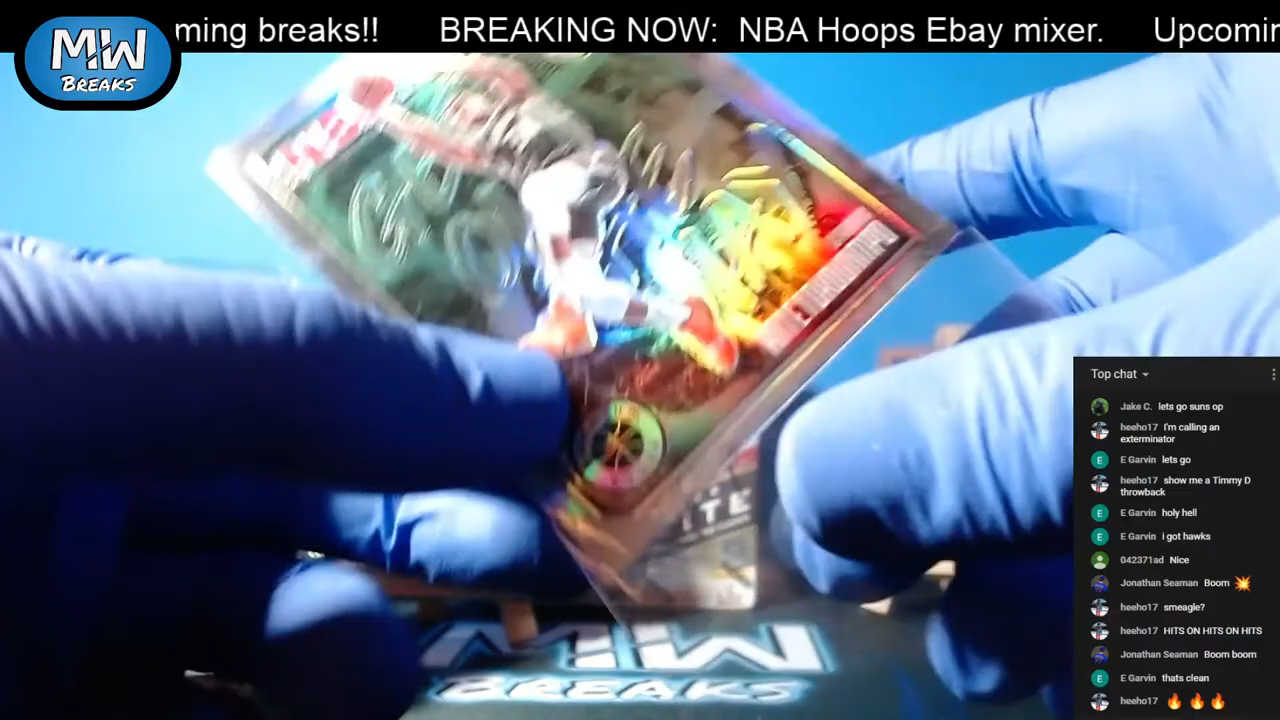 ming breaks!! BREAKING NOW: NBA Hoops Ebay mixer. Upcomin
MW
BREAKS
Top chat
Jake C. lets go suns op
heeho17 I'm calling an
exterminator
E E Garvin lets go
heeho17 show me a Timmy D
throwback
E E Garvin holy hell
E E Garvin i got hawks
042371ad Nice
Jonathan Seaman Boom 💥
heeho17 smeagle?
heeho17 HITS ON HITS ON HITS
Jonathan Seaman Boom boom
E E Garvin thats clean
heeho17 🔥 🔥 🔥
MW
BREAKS